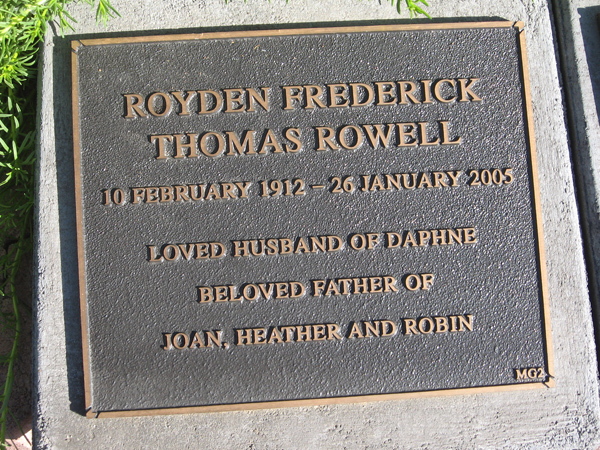 ROYDEN FREDERICK
THOMAS ROWELL
10 FEBRUARY 1912 – 26 JANUARY 2005
LOVED HUSBAND OF DAPHNE
BELOVED FATHER OF
JOAN, HEATHER AND ROBIN
MG2